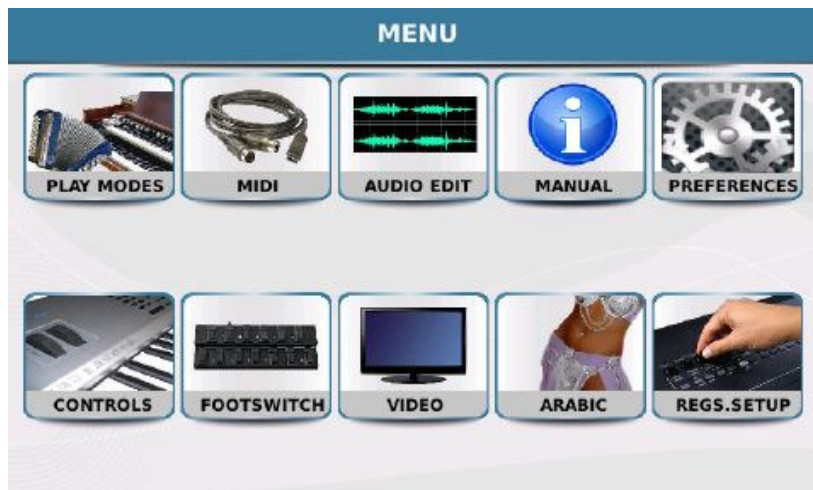 MENU
PLAY MODES
MIDI
AUDIO EDIT
MANUAL
PREFERENCES
CONTROLS
FOOTSWITCH
VIDEO
ARABIC
REGS.SETUP